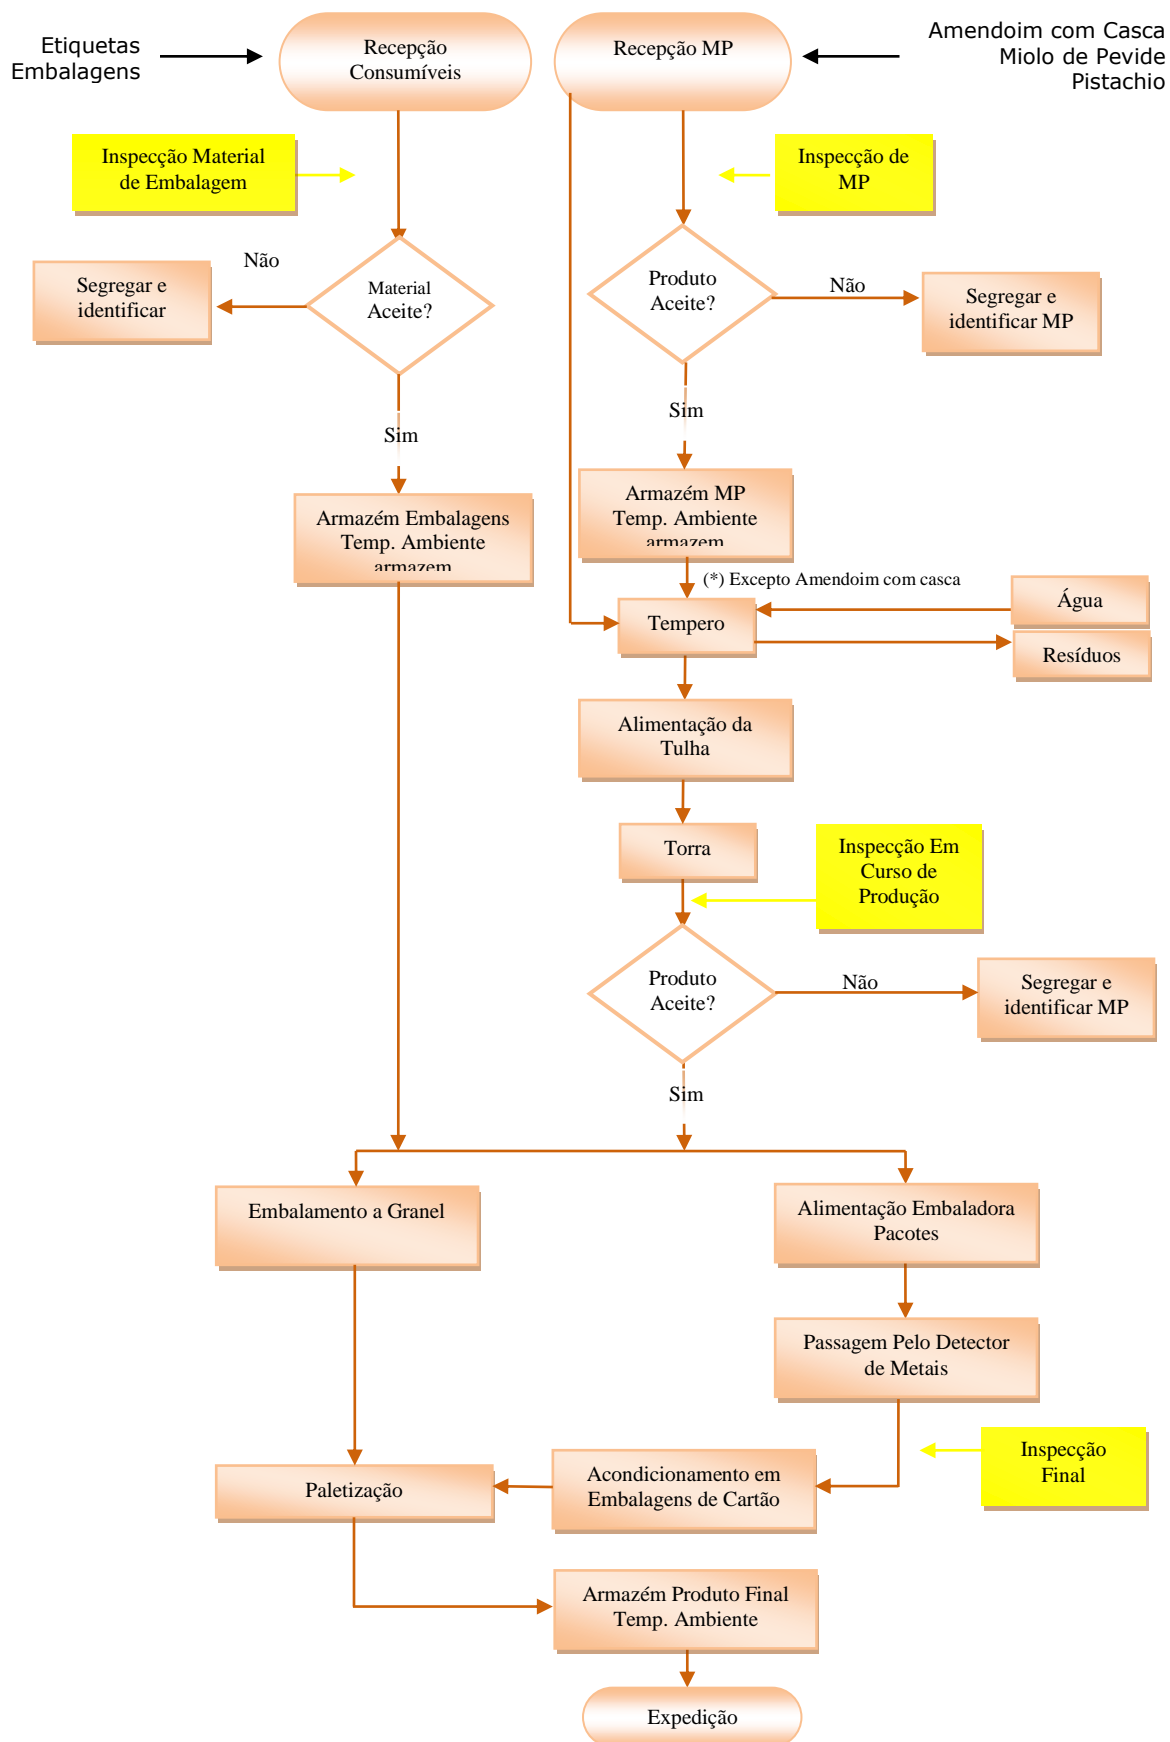 Etiquetas
Embalagens
Recepção
Consumíveis
Recepção MP
Amendoim com Casca
Miolo de Pevide
Pistachio
Inspecção Material
de Embalagem
Inspecção de
MP
Não
Segregar e
identificar
Material
Aceite?
Produto
Aceite?
Não
Segregar e
identificar MP
Sim
Sim
Armazém Embalagens
Temp. Ambiente
armazem
Armazém MP
Temp. Ambiente
armazem
(*) Excepto Amendoim com casca
Tempero
Água
Resíduos
Alimentação da
Tulha
Torra
Inspecção Em
Curso de
Produção
Produto
Aceite?
Não
Segregar e
identificar MP
Sim
Embalamento a Granel
Alimentação Embaladora
Pacotes
Passagem Pelo Detector
de Metais
Inspecção
Final
Paletização
Acondicionamento em
Embalagens de Cartão
Armazém Produto Final
Temp. Ambiente
Expedição